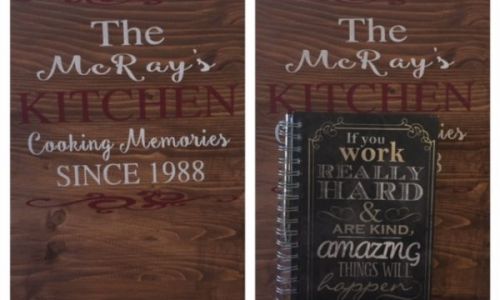 The
McRay's
KITCHEN
Cooking Memories
SINCE 1988
The
McRay's
KITCHEN
ies
If you
work
REALLY
HARD
&
ARE KIND,
amazing
THINGS WILL
happen